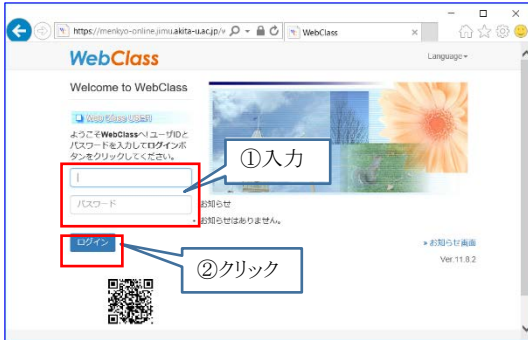 https://menkyo-online.jimu.akita-u.ac.jp/w
WebClass
WebClass
Language
Welcome to WebClass
ようこそWebClassへ!ユーザIDと
パスワードを入力してログインボ
タンをクリックしてください。
①入力
パスワード
お知らせ
お知らせはありません。
ログイン
» お知らせ画面
Ver.11.8.2
②クリック